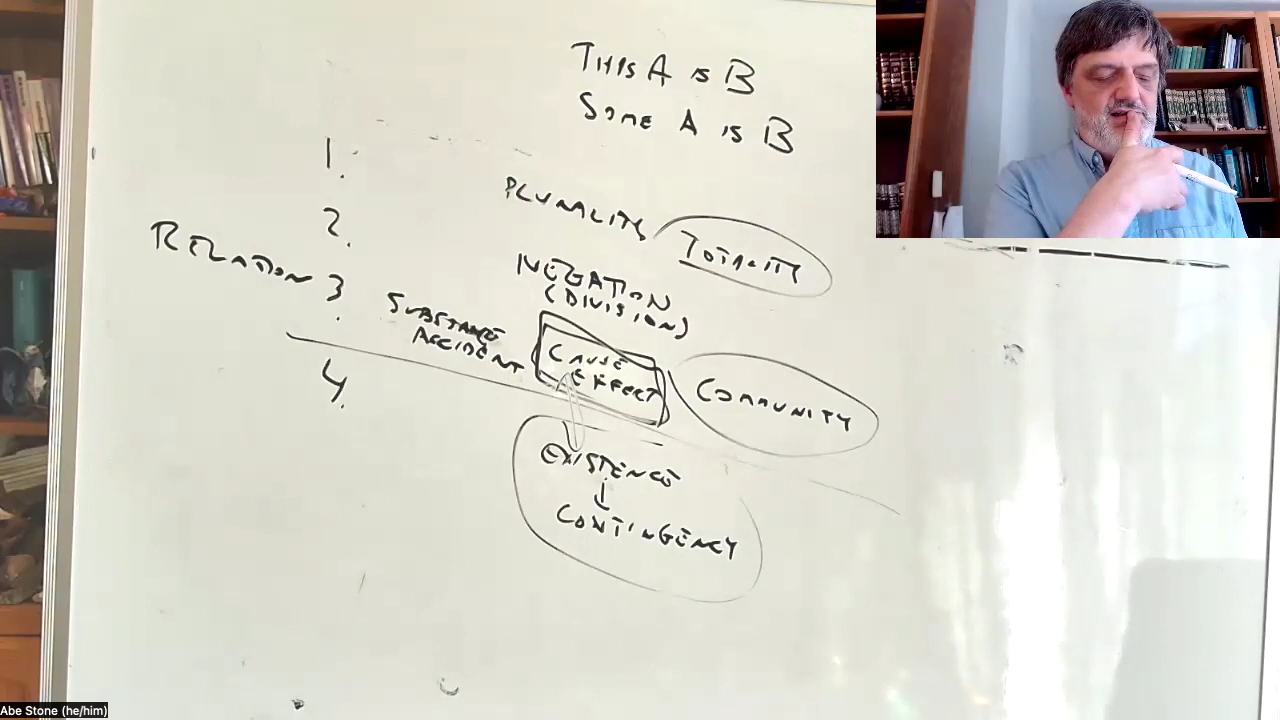 THIS A IS B
SOME A IS B
1.
PLURALITY
TOTALITY
2.
NEGATION
(DIVISION)
RELATION 3.
SUBSTANCE
ACCIDENT
CAUSE
EFFECT
COMMUNITY
4.
EXISTENCE
CONTINGENCY
Abe Stone (he/him)